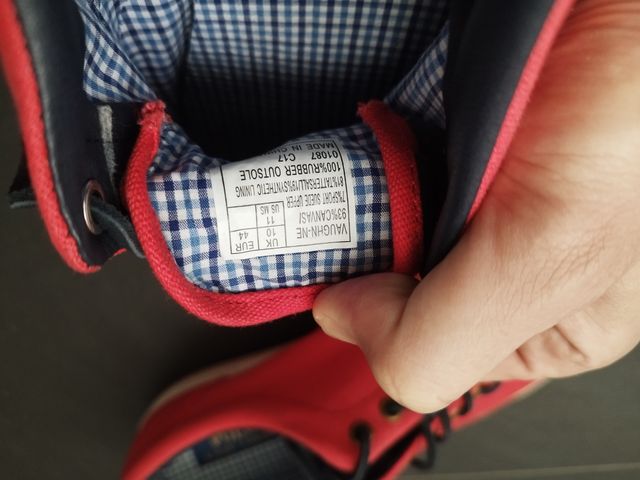 VAUGHN-NE
US MS UK EUR
11 10 44
93%CANVAS/
7%SPORT SUEDE UPPER
81%TATTERSALL/19%SYNTHETIC LINING
100%RUBBER OUTSOLE
01087 C17
MADE IN